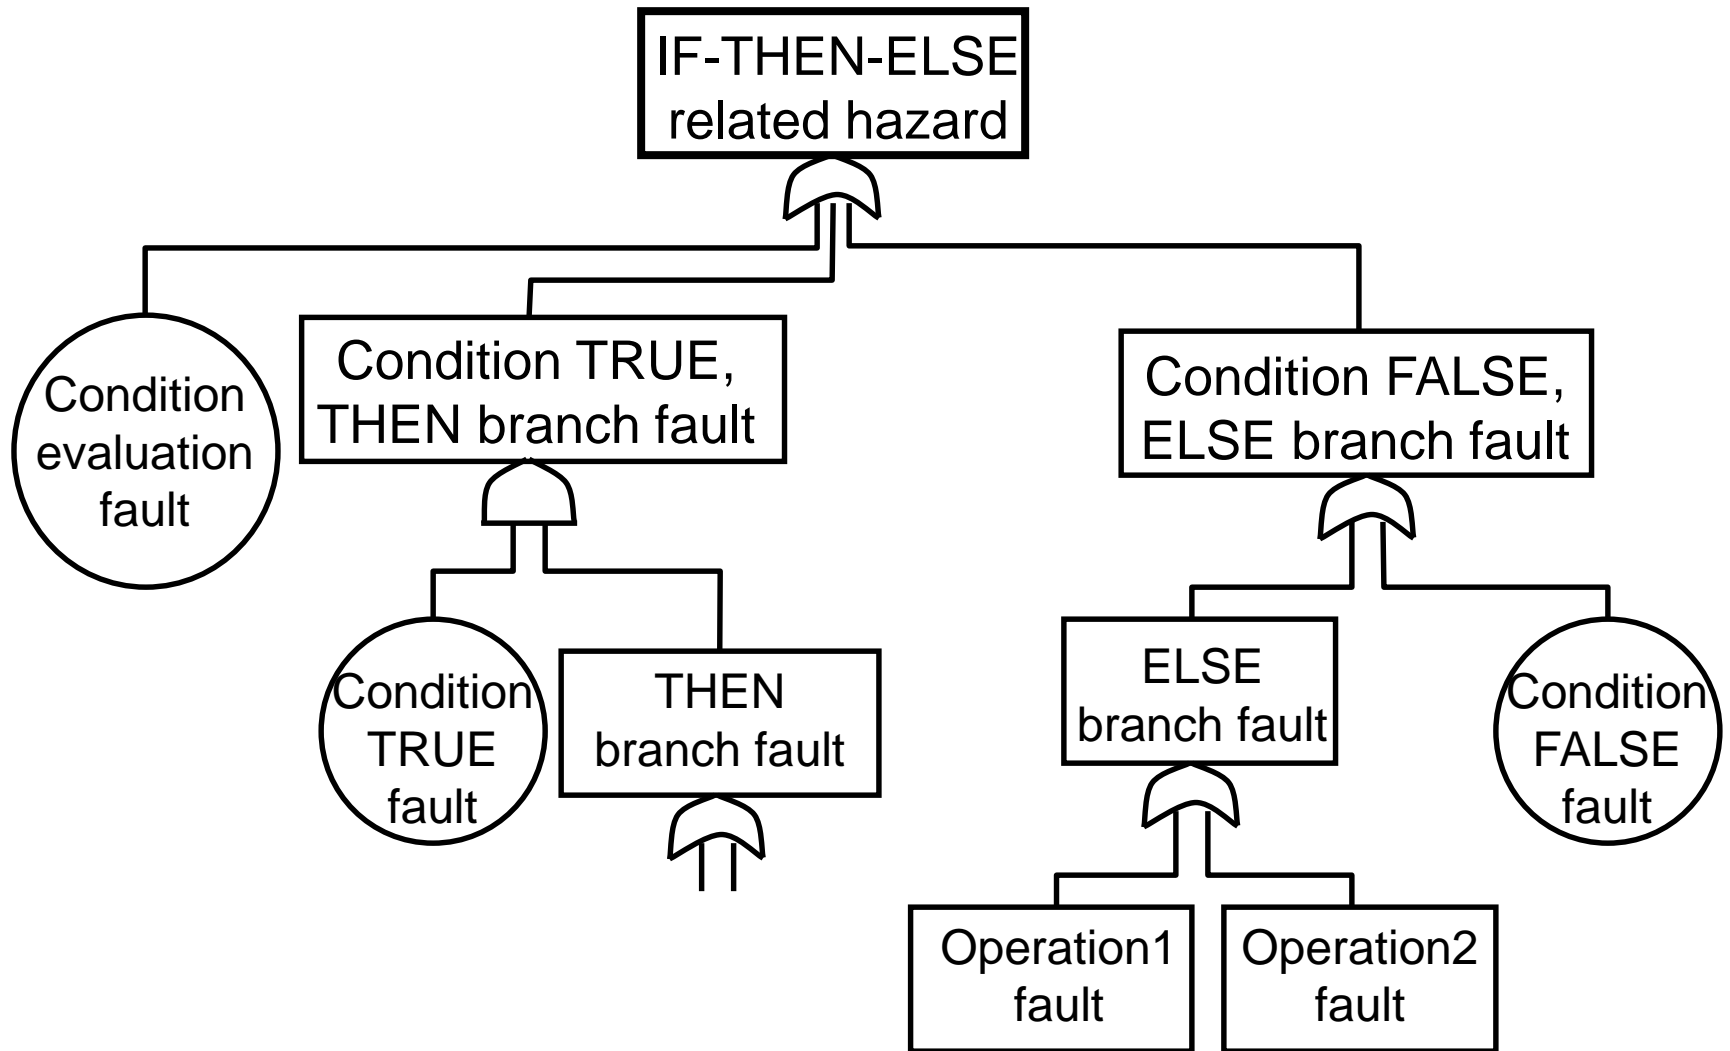 IF-THEN-ELSE
related hazard
Condition
evaluation
fault
Condition TRUE,
THEN branch fault
Condition FALSE,
ELSE branch fault
Condition
TRUE
fault
THEN
branch fault
ELSE
branch fault
Condition
FALSE
fault
Operation1
fault
Operation2
fault